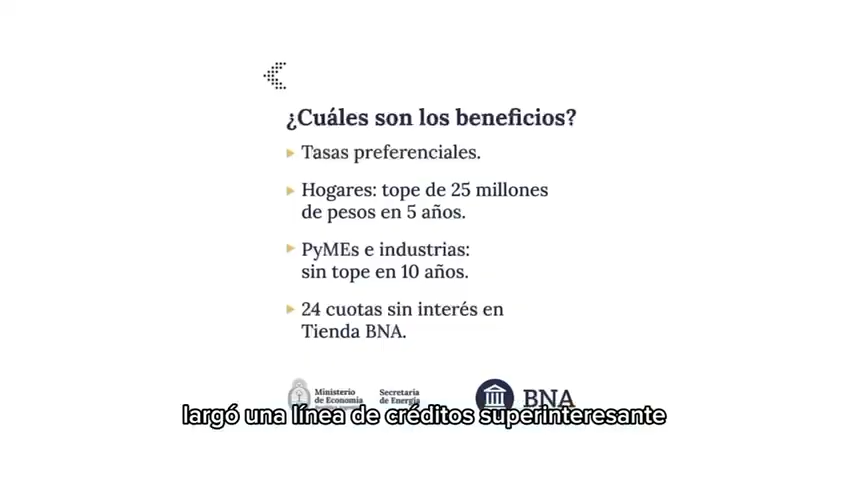 ¿Cuáles son los beneficios?
Tasas preferenciales.
Hogares: tope de 25 millones
de pesos en 5 años.
PyMEs e industrias:
sin tope en 10 años.
24 cuotas sin interés en
Tienda BNA.
Ministerio
de Economía
Secretaría
de Energía
BNA
largó una línea de créditos superinteresante